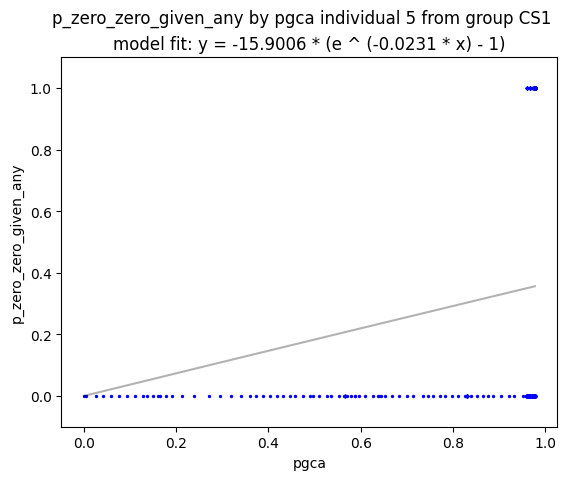 p_zero_zero_given_any by pgca individual 5 from group CS1
model fit: y = -15.9006 * (e ^ (-0.0231 * x) - 1)
1.0
0.8
0.6
0.4
0.2
0.0
p_zero_zero_given_any
0.0 0.2 0.4 0.6 0.8 1.0
pgca